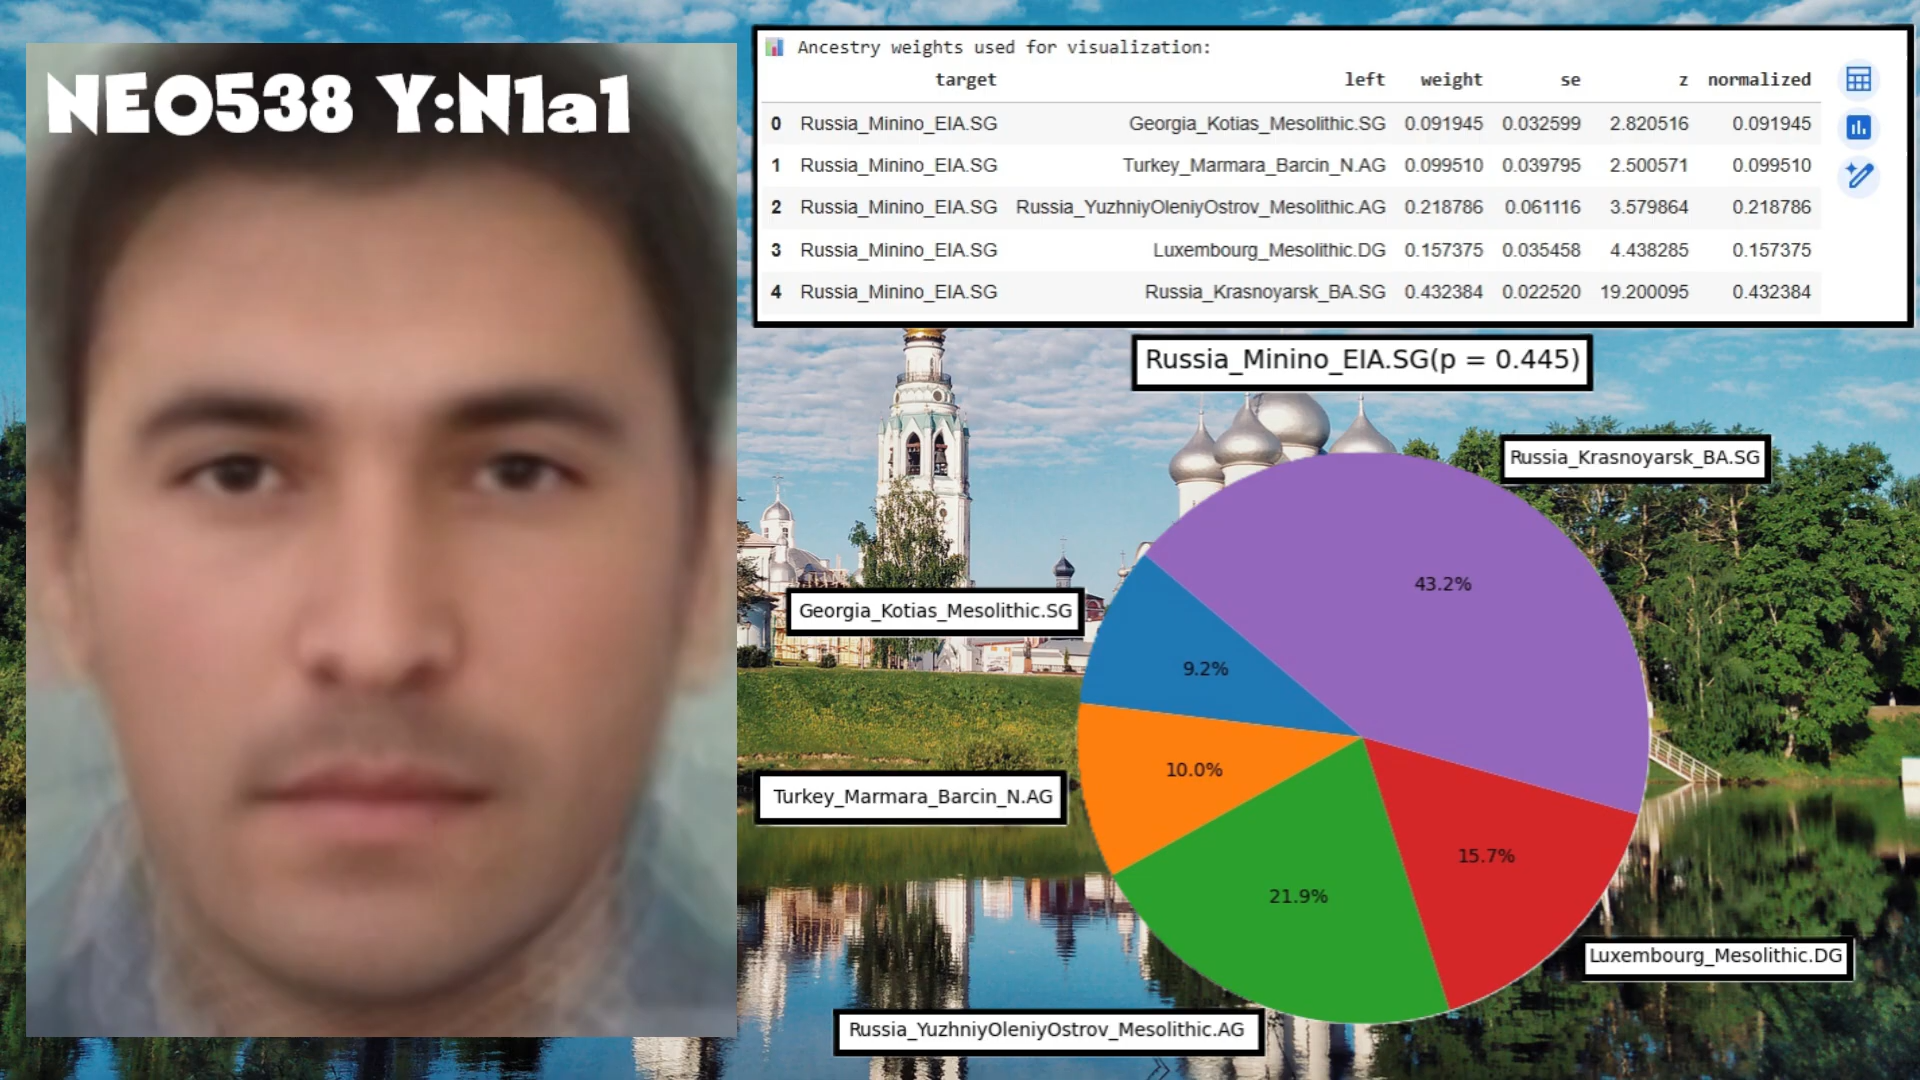 NEO538 Y:N1a1
Ancestry weights used for visualization:
target left weight se z normalized
0 Russia_Minino_EIA.SG Georgia_Kotias_Mesolithic.SG 0.091945 0.032599 2.820516 0.091945
1 Russia_Minino_EIA.SG Turkey_Marmara_Barcin_N.AG 0.099510 0.039795 2.500571 0.099510
2 Russia_Minino_EIA.SG Russia_YuzhniyOleniyOstrov_Mesolithic.AG 0.218786 0.061116 3.579864 0.218786
3 Russia_Minino_EIA.SG Luxembourg_Mesolithic.DG 0.157375 0.035458 4.438285 0.157375
4 Russia_Minino_EIA.SG Russia_Krasnoyarsk_BA.SG 0.432384 0.022520 19.200095 0.432384
Russia_Minino_EIA.SG(p = 0.445)
Russia_Krasnoyarsk_BA.SG
43.2%
Georgia_Kotias_Mesolithic.SG
9.2%
Turkey_Marmara_Barcin_N.AG
10.0%
15.7%
21.9%
Luxembourg_Mesolithic.DG
Russia_YuzhniyOleniyOstrov_Mesolithic.AG